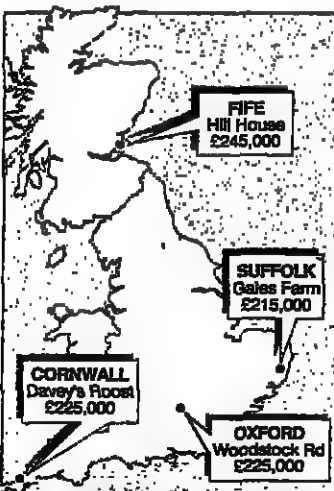 FIFE
Hill House
£245,000
SUFFOLK
Gales Farm
£215,000
CORNWALL
Davey's Roost
£225,000
OXFORD
Woodstock Rd
£225,000